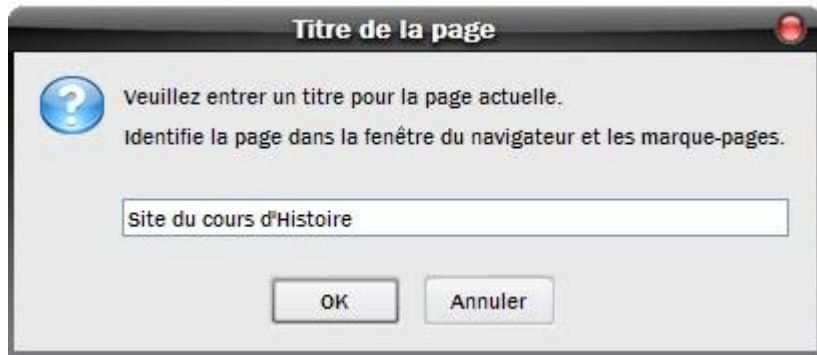 Titre de la page
Veuillez entrer un titre pour la page actuelle.
Identifie la page dans la fenêtre du navigateur et les marque-pages.
Site du cours d'Histoire
OK
Annuler